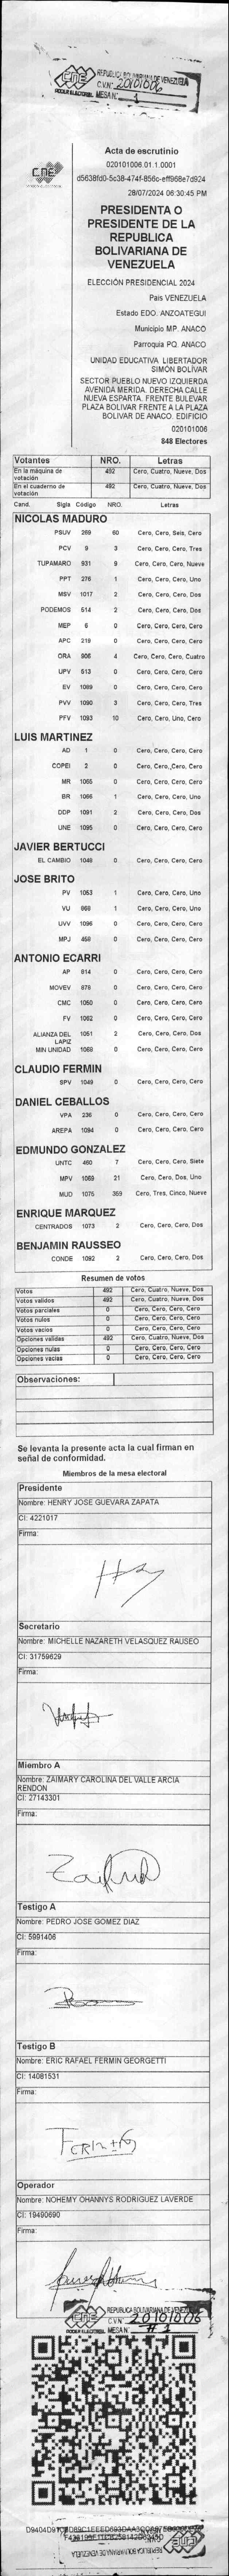 REPUBLICA BOLIVARIANA DE VENEZUELA
CNE C.V.N° 20101006
PODER ELECTORAL MESA N° 1
CNE
Acta de escrutinio
020101006.01.1.0001
d5638fd0-5c38-474f-856c-eff968e7d924
28/07/2024 06:30:45 PM
PRESIDENTA O
PRESIDENTE DE LA
REPUBLICA
BOLIVARIANA DE
VENEZUELA
ELECCIÓN PRESIDENCIAL 2024
País VENEZUELA
Estado EDO. ANZOATEGUI
Municipio MP. ANACO
Parroquia PQ. ANACO
UNIDAD EDUCATIVA LIBERTADOR
SIMÓN BOLÍVAR
SECTOR PUEBLO NUEVO IZQUIERDA
AVENIDA MERIDA. DERECHA CALLE
NUEVA ESPARTA. FRENTE BULEVAR
PLAZA BOLIVAR FRENTE A LA PLAZA
BOLIVAR DE ANACO. EDIFICIO
020101006
848 Electores
Votantes NRO. Letras
En la máquina de votación 492 Cero, Cuatro, Nueve, Dos
En el cuaderno de votación 492 Cero, Cuatro, Nueve, Dos
Cand. Sigla Código NRO. Letras
NICOLAS MADURO
PSUV 269 60 Cero, Cero, Seis, Cero
PCV 9 3 Cero, Cero, Cero, Tres
TUPAMARO 931 9 Cero, Cero, Cero, Nueve
PPT 276 1 Cero, Cero, Cero, Uno
MSV 1017 2 Cero, Cero, Cero, Dos
PODEMOS 514 2 Cero, Cero, Cero, Dos
MEP 6 0 Cero, Cero, Cero, Cero
APC 219 0 Cero, Cero, Cero, Cero
ORA 906 4 Cero, Cero, Cero, Cuatro
UPV 513 0 Cero, Cero, Cero, Cero
EV 1089 0 Cero, Cero, Cero, Cero
PVV 1090 3 Cero, Cero, Cero, Tres
PFV 1093 10 Cero, Cero, Uno, Cero
LUIS MARTINEZ
AD 1 0 Cero, Cero, Cero, Cero
COPEI 2 0 Cero, Cero, Cero, Cero
MR 1065 0 Cero, Cero, Cero, Cero
BR 1066 1 Cero, Cero, Cero, Uno
DDP 1091 2 Cero, Cero, Cero, Dos
UNE 1095 0 Cero, Cero, Cero, Cero
JAVIER BERTUCCI
EL CAMBIO 1048 0 Cero, Cero, Cero, Cero
JOSE BRITO
PV 1053 1 Cero, Cero, Cero, Uno
VU 968 1 Cero, Cero, Cero, Uno
UVV 1096 0 Cero, Cero, Cero, Cero
MPJ 458 0 Cero, Cero, Cero, Cero
ANTONIO ECARRI
AP 814 0 Cero, Cero, Cero, Cero
MOVEV 878 0 Cero, Cero, Cero, Cero
CMC 1050 0 Cero, Cero, Cero, Cero
FV 1052 0 Cero, Cero, Cero, Cero
ALIANZA DEL LAPIZ 1051 2 Cero, Cero, Cero, Dos
MIN UNIDAD 1068 0 Cero, Cero, Cero, Cero
CLAUDIO FERMIN
SPV 1049 0 Cero, Cero, Cero, Cero
DANIEL CEBALLOS
VPA 236 0 Cero, Cero, Cero, Cero
AREPA 1094 0 Cero, Cero, Cero, Cero
EDMUNDO GONZALEZ
UNTC 460 7 Cero, Cero, Cero, Siete
MPV 1069 21 Cero, Cero, Dos, Uno
MUD 1075 359 Cero, Tres, Cinco, Nueve
ENRIQUE MARQUEZ
CENTRADOS 1073 2 Cero, Cero, Cero, Dos
BENJAMIN RAUSSEO
CONDE 1092 2 Cero, Cero, Cero, Dos
Resumen de votos
Votos 492 Cero, Cuatro, Nueve, Dos
Votos validos 492 Cero, Cuatro, Nueve, Dos
Votos parciales 0 Cero, Cero, Cero, Cero
Votos nulos 0 Cero, Cero, Cero, Cero
Votos vacios 0 Cero, Cero, Cero, Cero
Opciones validas 492 Cero, Cuatro, Nueve, Dos
Opciones nulas 0 Cero, Cero, Cero, Cero
Opciones vacias 0 Cero, Cero, Cero, Cero
Observaciones:
Se levanta la presente acta la cual firman en
señal de conformidad.
Miembros de la mesa electoral
Presidente
Nombre: HENRY JOSE GUEVARA ZAPATA
CI: 4221017
Firma:
Secretario
Nombre: MICHELLE NAZARETH VELASQUEZ RAUSEO
CI: 31759629
Firma:
Miembro A
Nombre: ZAIMARY CAROLINA DEL VALLE ARCIA
RENDON
CI: 27143301
Firma:
Testigo A
Nombre: PEDRO JOSE GOMEZ DIAZ
CI: 5991406
Firma:
Testigo B
Nombre: ERIC RAFAEL FERMIN GEORGETTI
CI: 14081531
Firma:
Operador
Nombre: NOHEMY OHANNYS RODRIGUEZ LAVERDE
CI: 19490690
Firma:
REPUBLICA BOLIVARIANA DE VENEZUELA
CNE C.V.N° 20101006
PODER ELECTORAL MESA N° # 1
REPUBLICA BOLIVARIANA DE VENEZUELA